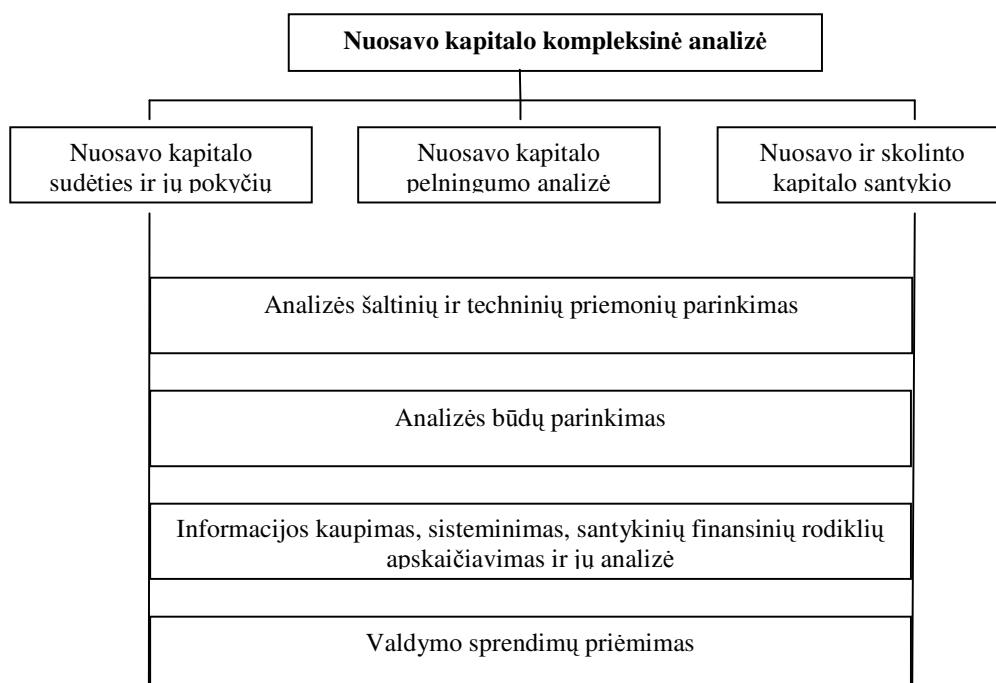 Nuosavo kapitalo kompleksinė analizė
Nuosavo kapitalo
sudėties ir jų pokyčių
Nuosavo kapitalo
pelningumo analizė
Nuosavo ir skolinto
kapitalo santykio
Analizės šaltinių ir techninių priemonių parinkimas
Analizės būdų parinkimas
Informacijos kaupimas, sisteminimas, santykinių finansinių rodiklių
apskaičiavimas ir jų analizė
Valdymo sprendimų priėmimas